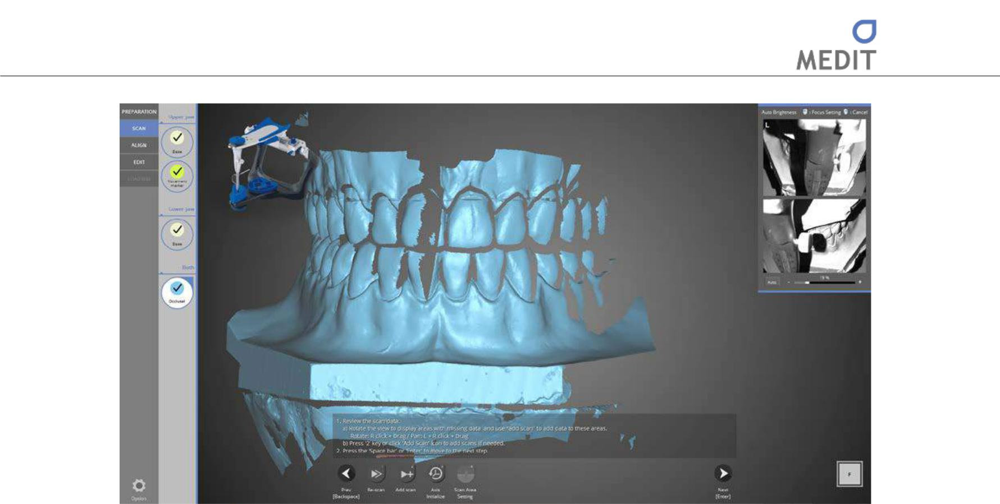 MEDIT
PREPARATION
SCAN
ALIGN
EDIT
Option
Upper jaw
Base
Movement
marker
Lower jaw
Base
Both
Occlusal
Auto Brightness : Focus Setting : Cancel
L
Auto - 19 % +
1. Review the scan data.
a) Rotate the view to display areas with missing data and use "add scan" to add data to these areas.
Rotate: R click + Drag / Pan: L + R click + Drag
b) Press '2' key or click 'Add Scan' icon to add scans if needed.
2. Press the 'Space bar' or 'Enter' to move to the next step.
Prev
[Backspace]
Re-scan
Add scan
Axis
Initialize
Scan Area
Setting
Next
[Enter]
F